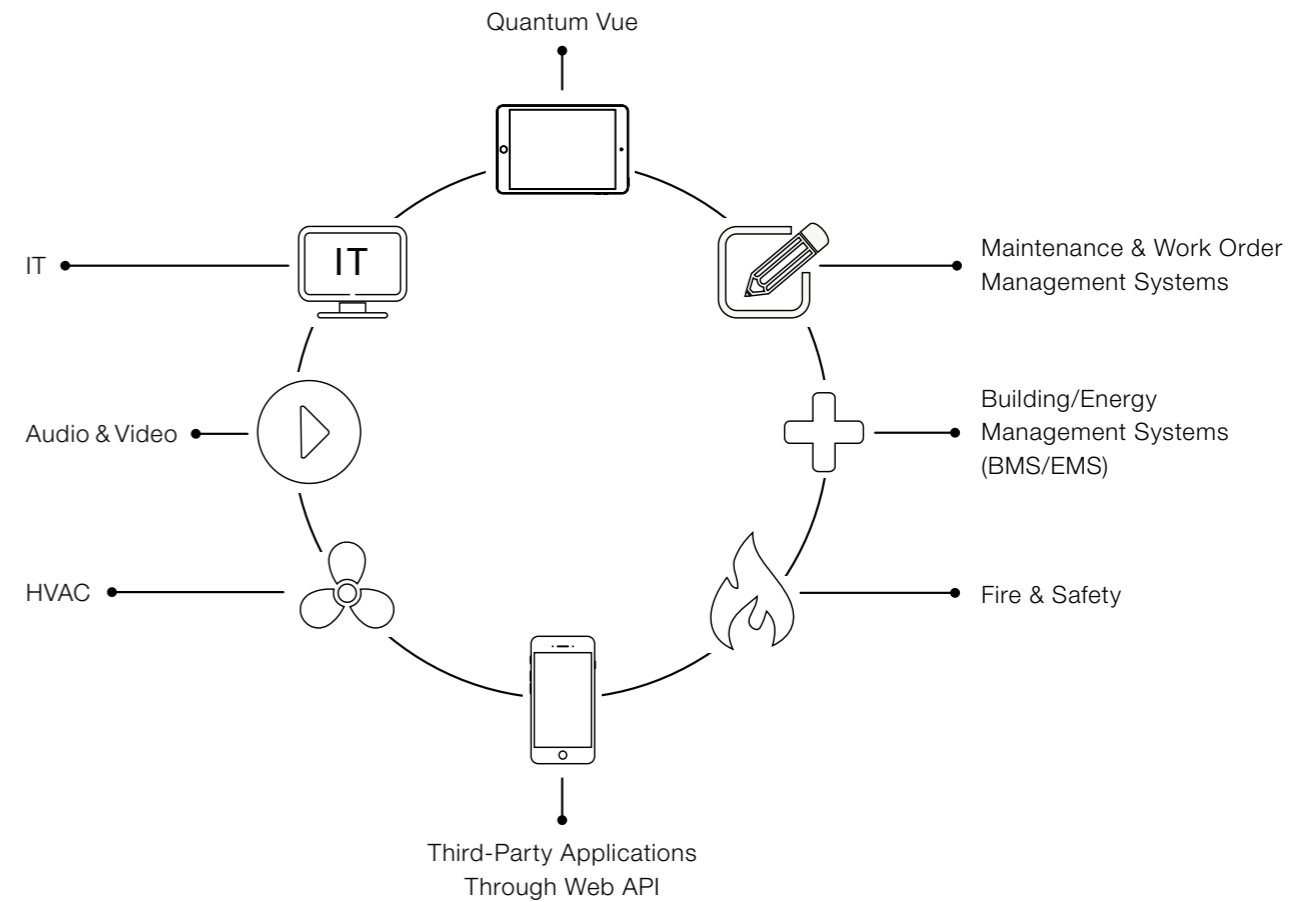 Quantum Vue
IT
IT
Maintenance & Work Order
Management Systems
Audio & Video
Building/Energy
Management Systems
(BMS/EMS)
HVAC
Fire & Safety
Third-Party Applications
Through Web API